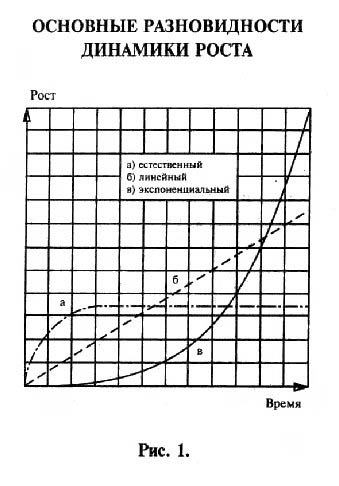 ОСНОВНЫЕ РАЗНОВИДНОСТИ
ДИНАМИКИ РОСТА
Рост
а) естественный
б) линейный
в) экспоненциальный
б
а
в
Время
Рис. 1.